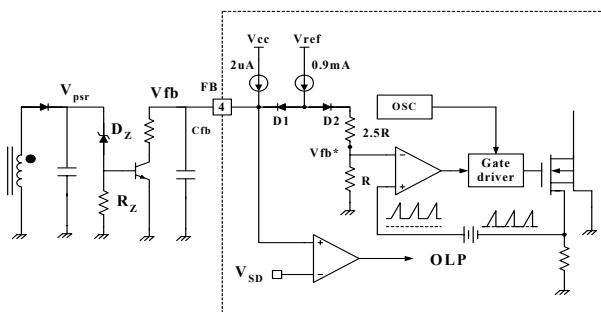 Vcc Vref
2uA 0.9mA
Vpsr Vfb FB
4
D1 D2
OSC
Cfb
DZ
2.5R
Vfb*
R
Gate
driver
RZ
VSD
OLP
−
+
+
−